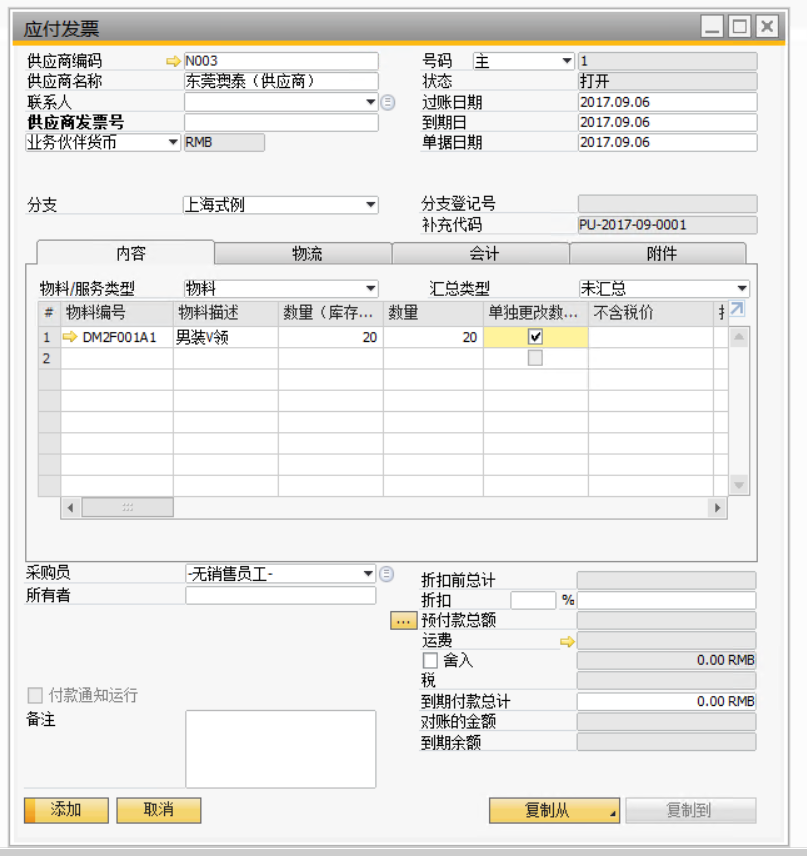 应付发票
供应商编码 N003 号码 主 1
供应商名称 东莞澳泰（供应商） 状态 打开
联系人 过账日期 2017.09.06
供应商发票号 到期日 2017.09.06
业务伙伴货币 RMB 单据日期 2017.09.06
分支 上海式例 分支登记号
补充代码 PU-2017-09-0001
内容 物流 会计 附件
物料/服务类型 物料 汇总类型 未汇总
# 物料编号 物料描述 数量（库存... 数量 单独更改数... 不含税价
1 DM2F001A1 男装V领 20 20
2
采购员 -无销售员工- 折扣前总计
所有者 折扣 %
... 预付款总额
运费
舍入 0.00 RMB
税
付款通知运行 到期付款总计 0.00 RMB
备注 对账的金额
到期余额
添加 取消 复制从 复制到